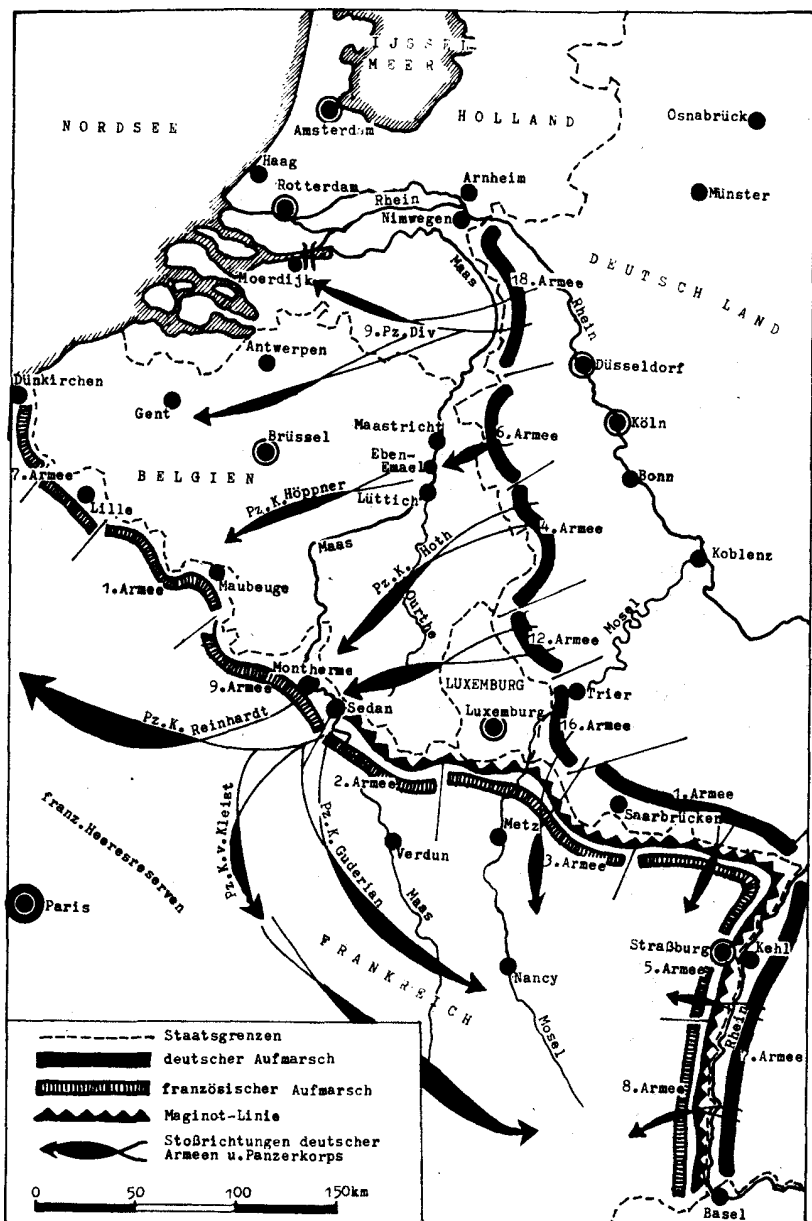 IJSSEL
MEER
NORDSEE
Amsterdam
HOLLAND
Osnabrück
Haag
Arnheim
Rotterdam
Rhein
Münster
Nimwegen
Moerdijk
Maas
18.Armee
DEUTSCHLAND
Rhein
9.Pz.Div
Antwerpen
Düsseldorf
Dünkirchen
Gent
Maastricht
6.Armee
Köln
Brüssel
Eben-
Emael
7.Armee
BELGIEN
Bonn
Lille
Pz.K.Höppner
Lüttich
4.Armee
Maas
Pz.K. Hoth
Koblenz
Maubeuge
1.Armee
Ourthe
12.Armee
Mosel
Montherme
9.Armee
LUXEMBURG
Trier
Sedan
Luxemburg
Pz.K. Reinhardt
16.Armee
2.Armee
1.Armee
Saarbrücken
franz.Heeresreserven
Pz.K.v.Kleist
Pz.K. Guderian
Metz
Verdun
3.Armee
Paris
Maas
FRANKREICH
Straßburg
Kehl
5.Armee
Nancy
Mosel
Rhein
7.Armee
8.Armee
Basel
Staatsgrenzen
deutscher Aufmarsch
französischer Aufmarsch
Maginot-Linie
Stoßrichtungen deutscher
Armeen u.Panzerkorps
0 50 100 150km